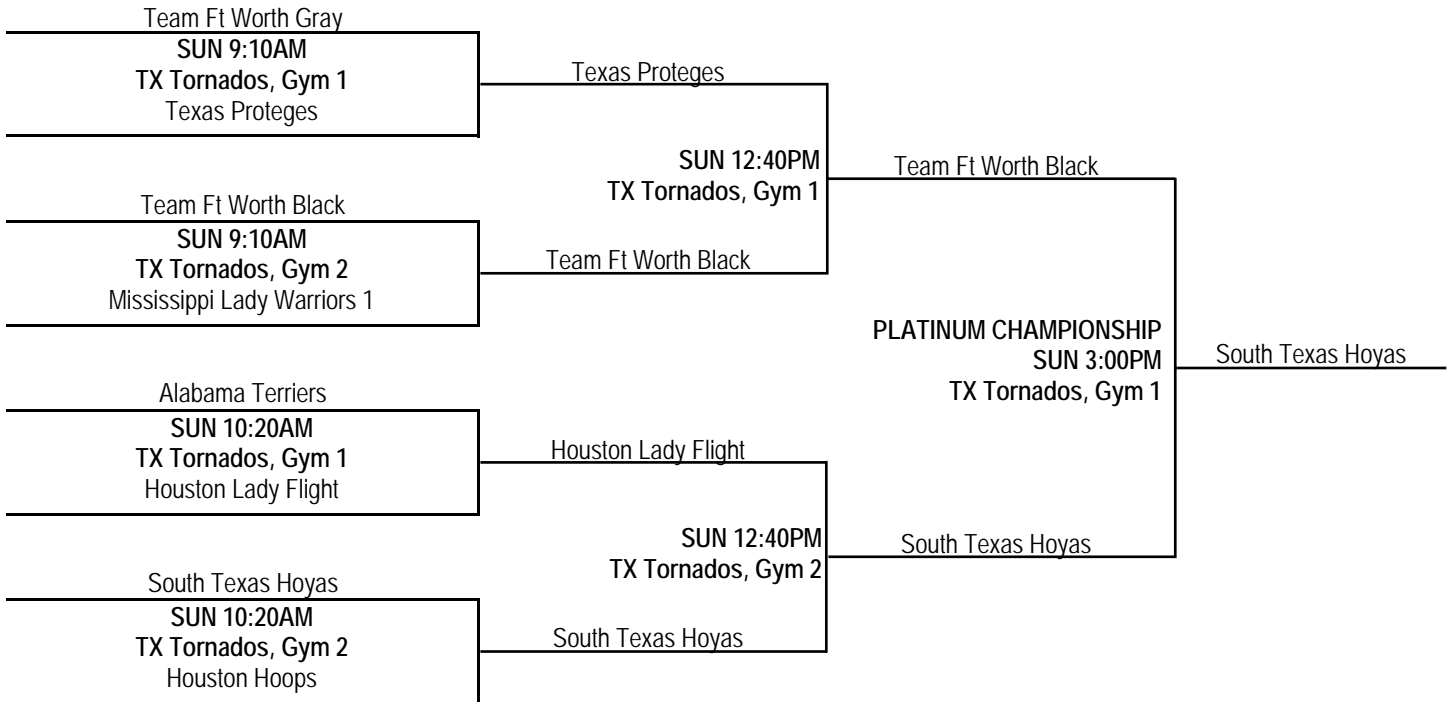 Team Ft Worth Gray
SUN 9:10AM
TX Tornados, Gym 1
Texas Proteges
Team Ft Worth Black
SUN 9:10AM
TX Tornados, Gym 2
Mississippi Lady Warriors 1
Alabama Terriers
SUN 10:20AM
TX Tornados, Gym 1
Houston Lady Flight
South Texas Hoyas
SUN 10:20AM
TX Tornados, Gym 2
Houston Hoops
Texas Proteges
SUN 12:40PM
TX Tornados, Gym 1
Team Ft Worth Black
Houston Lady Flight
SUN 12:40PM
TX Tornados, Gym 2
South Texas Hoyas
Team Ft Worth Black
PLATINUM CHAMPIONSHIP
SUN 3:00PM
TX Tornados, Gym 1
South Texas Hoyas
South Texas Hoyas